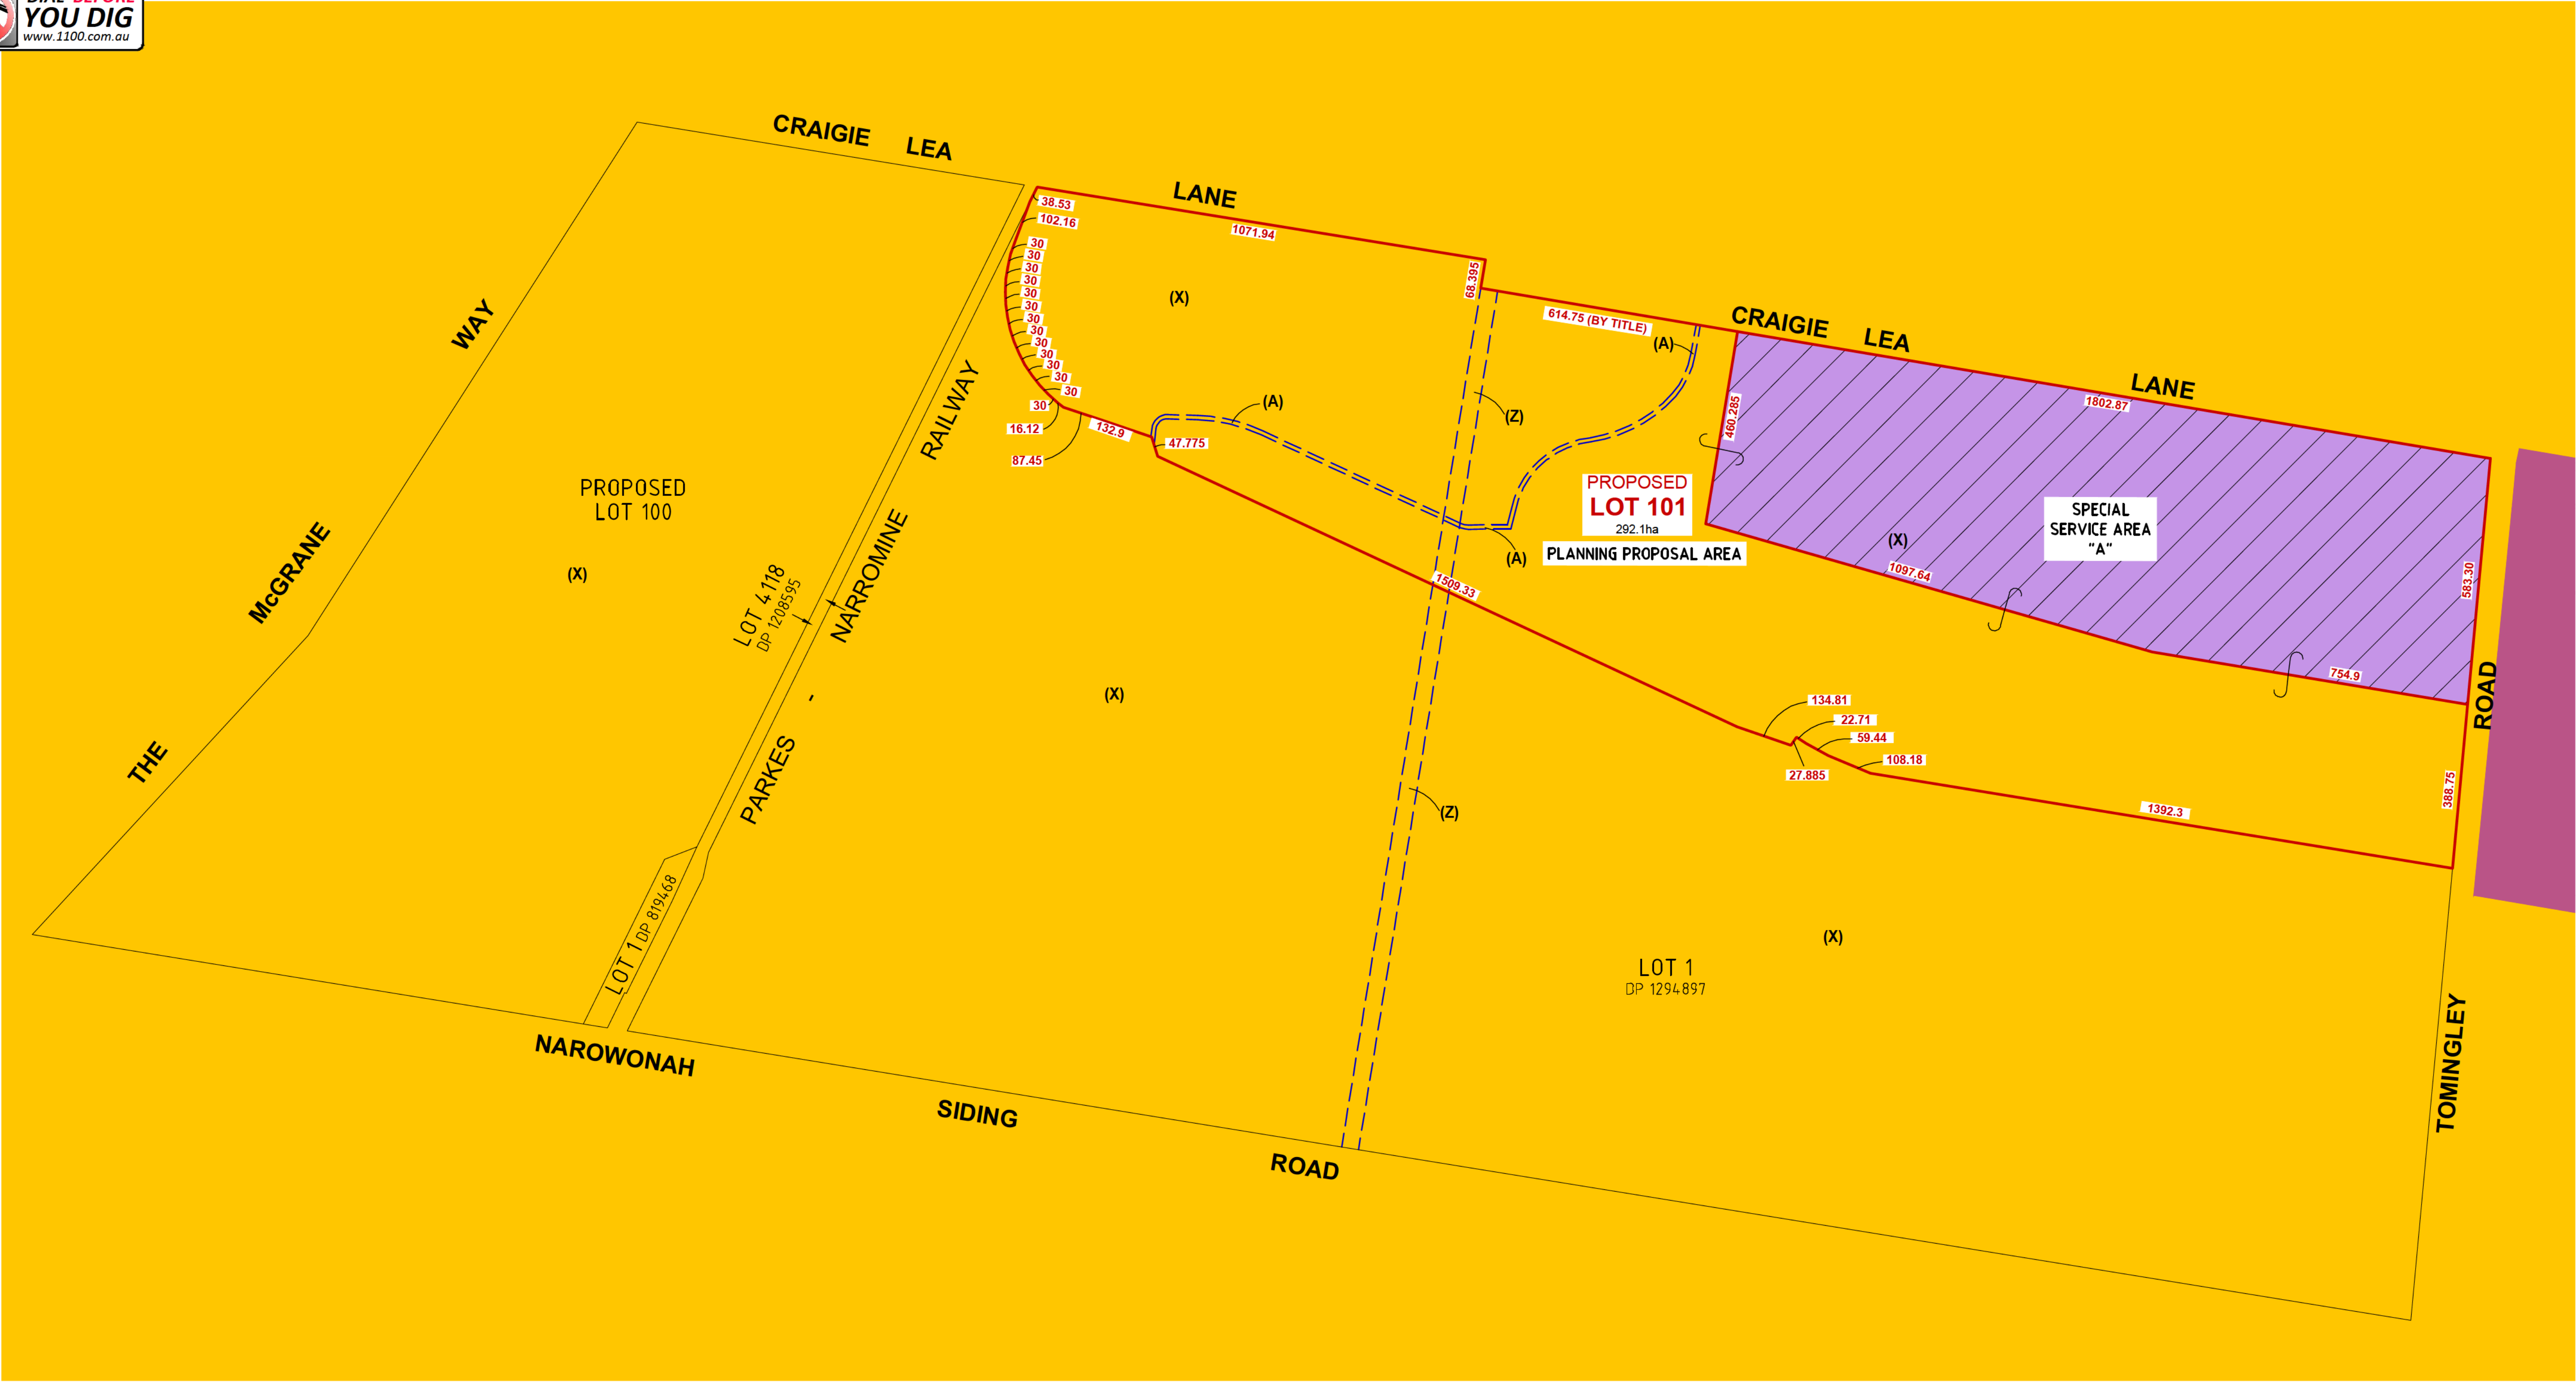 DIAL BEFORE
YOU DIG
www.1100.com.au
CRAIGIE LEA
LANE
38.53
102.16
1071.94
30
30
30
30
30
30
30
30
30
30
30
30
30
30
16.12
87.45
132.9
47.775
(X)
(A)
68.395
614.75 (BY TITLE)
(A)
(Z)
CRAIGIE LEA
LANE
1802.87
460.285
PROPOSED
LOT 101
292.1ha
PLANNING PROPOSAL AREA
(A)
SPECIAL
SERVICE AREA
"A"
(X)
1097.64
583.30
754.9
ROAD
388.75
1509.33
134.81
22.71
59.44
108.18
27.885
1392.3
THE McGRANE WAY
PROPOSED
LOT 100
(X)
LOT 4118
DP 1208595
PARKES - NARROMINE RAILWAY
(X)
(Z)
LOT 1 DP 819468
LOT 1
DP 1294897
(X)
NAROWONAH SIDING ROAD
TOMINGLEY